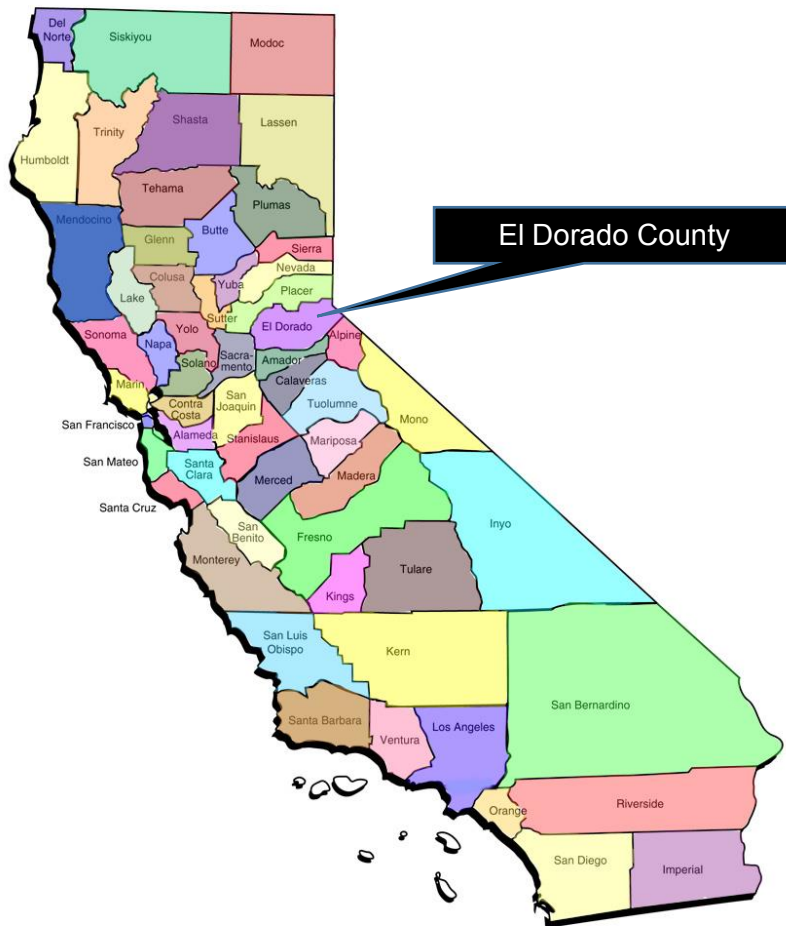 Del
Norte
Siskiyou
Modoc
Humboldt
Trinity
Shasta
Lassen
Tehama
Plumas
Mendocino
Glenn
Butte
El Dorado County
Sierra
Nevada
Colusa
Yuba
Placer
Lake
Sutter
El Dorado
Alpine
Sonoma
Napa
Yolo
Sacra-
mento
Amador
Solano
Calaveras
Marin
Contra
Costa
San
Joaquin
Tuolumne
Mono
San Francisco
Alameda
Stanislaus
Mariposa
San Mateo
Santa
Clara
Merced
Madera
Santa Cruz
San
Benito
Fresno
Inyo
Monterey
Kings
Tulare
San Luis
Obispo
Kern
San Bernardino
Santa Barbara
Ventura
Los Angeles
Orange
Riverside
San Diego
Imperial